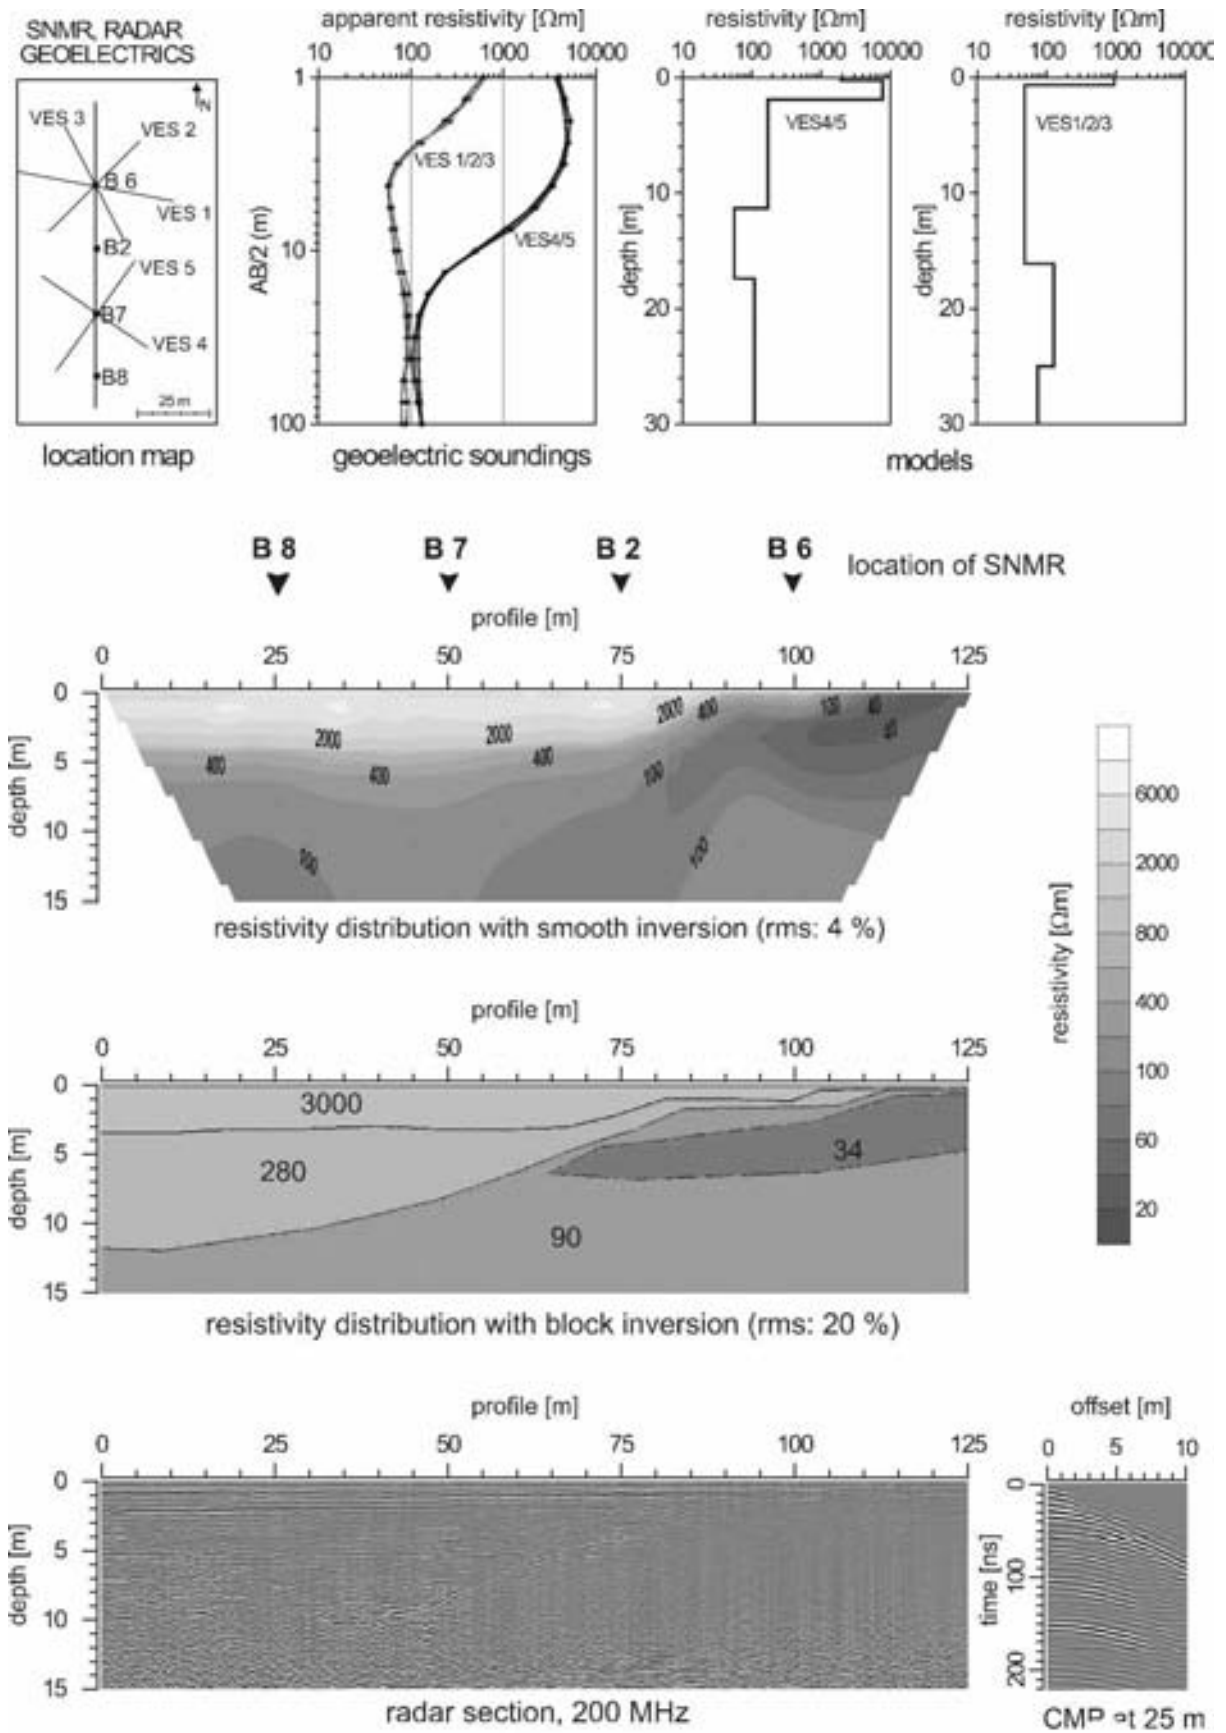 SNMR, RADAR
GEOELECTRICS
N
VES 3
VES 2
B 6
VES 1
B2
VES 5
B7
VES 4
B8
25 m
location map
apparent resistivity [Ωm]
10 100 1000 10000
1
10
100
AB/2 (m)
VES 1/2/3
VES4/5
geoelectric soundings
resistivity [Ωm]
10 100 1000 10000
0
10
20
30
depth [m]
VES4/5
resistivity [Ωm]
10 100 1000 10000
0
10
20
30
depth [m]
VES1/2/3
models
B 8 B 7 B 2 B 6
location of SNMR
profile [m]
0 25 50 75 100 125
0
5
10
15
depth [m]
2000 2000 2000 400 100 40
40
400 400 400 100
100 100
resistivity distribution with smooth inversion (rms: 4 %)
6000
2000
800
400
100
60
20
resistivity [Ωm]
profile [m]
0 25 50 75 100 125
0
5
10
15
depth [m]
3000
280
34
90
resistivity distribution with block inversion (rms: 20 %)
profile [m]
0 25 50 75 100 125
0
5
10
15
depth [m]
radar section, 200 MHz
offset [m]
0 5 10
0
100
200
time [ns]
CMP at 25 m